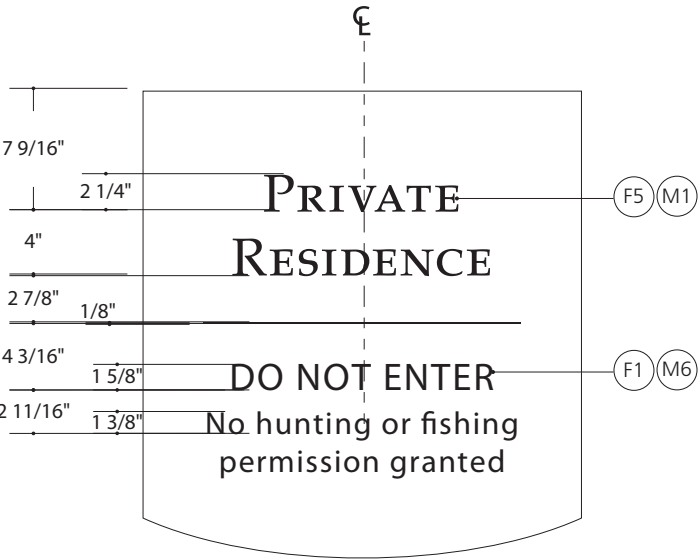 ℄
7 9/16"
2 1/4"
PRIVATE
F5 M1
4"
RESIDENCE
2 7/8"
1/8"
4 3/16"
1 5/8"
DO NOT ENTER
F1 M6
2 11/16"
1 3/8"
No hunting or fishing
permission granted